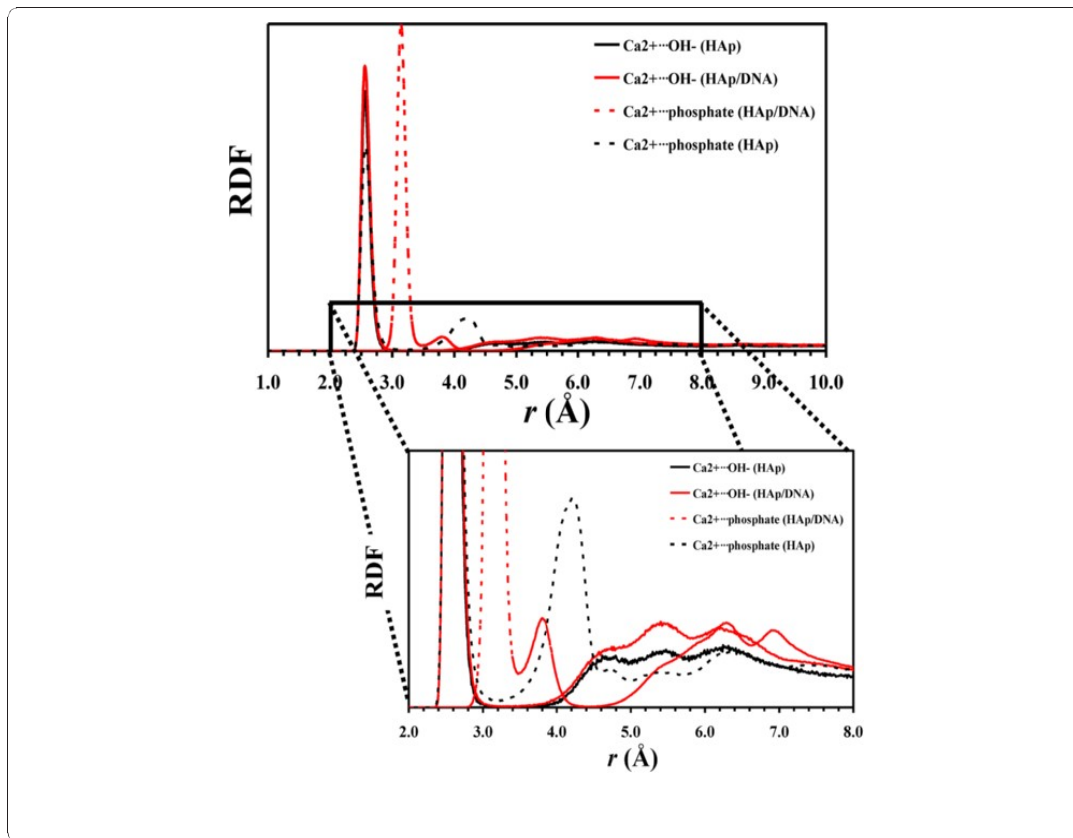 RDF
Ca2+···OH- (HAp)
Ca2+···OH- (HAp/DNA)
Ca2+···phosphate (HAp/DNA)
Ca2+···phosphate (HAp)
1.0 2.0 3.0 4.0 5.0 6.0 7.0 8.0 9.0 10.0
r (Å)
RDF
Ca2+···OH- (HAp)
Ca2+···OH- (HAp/DNA)
Ca2+···phosphate (HAp/DNA)
Ca2+···phosphate (HAp)
2.0 3.0 4.0 5.0 6.0 7.0 8.0
r (Å)